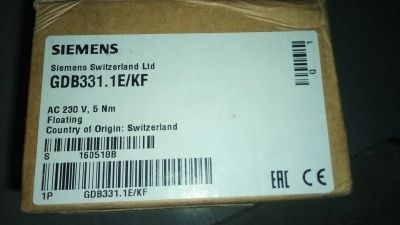 SIEMENS
Siemens Switzerland Ltd
GDB331.1E/KF
AC 230 V, 5 Nm
Floating
Country of Origin: Switzerland
S 160518B
1P GDB331.1E/KF
EAC CE
1
Q